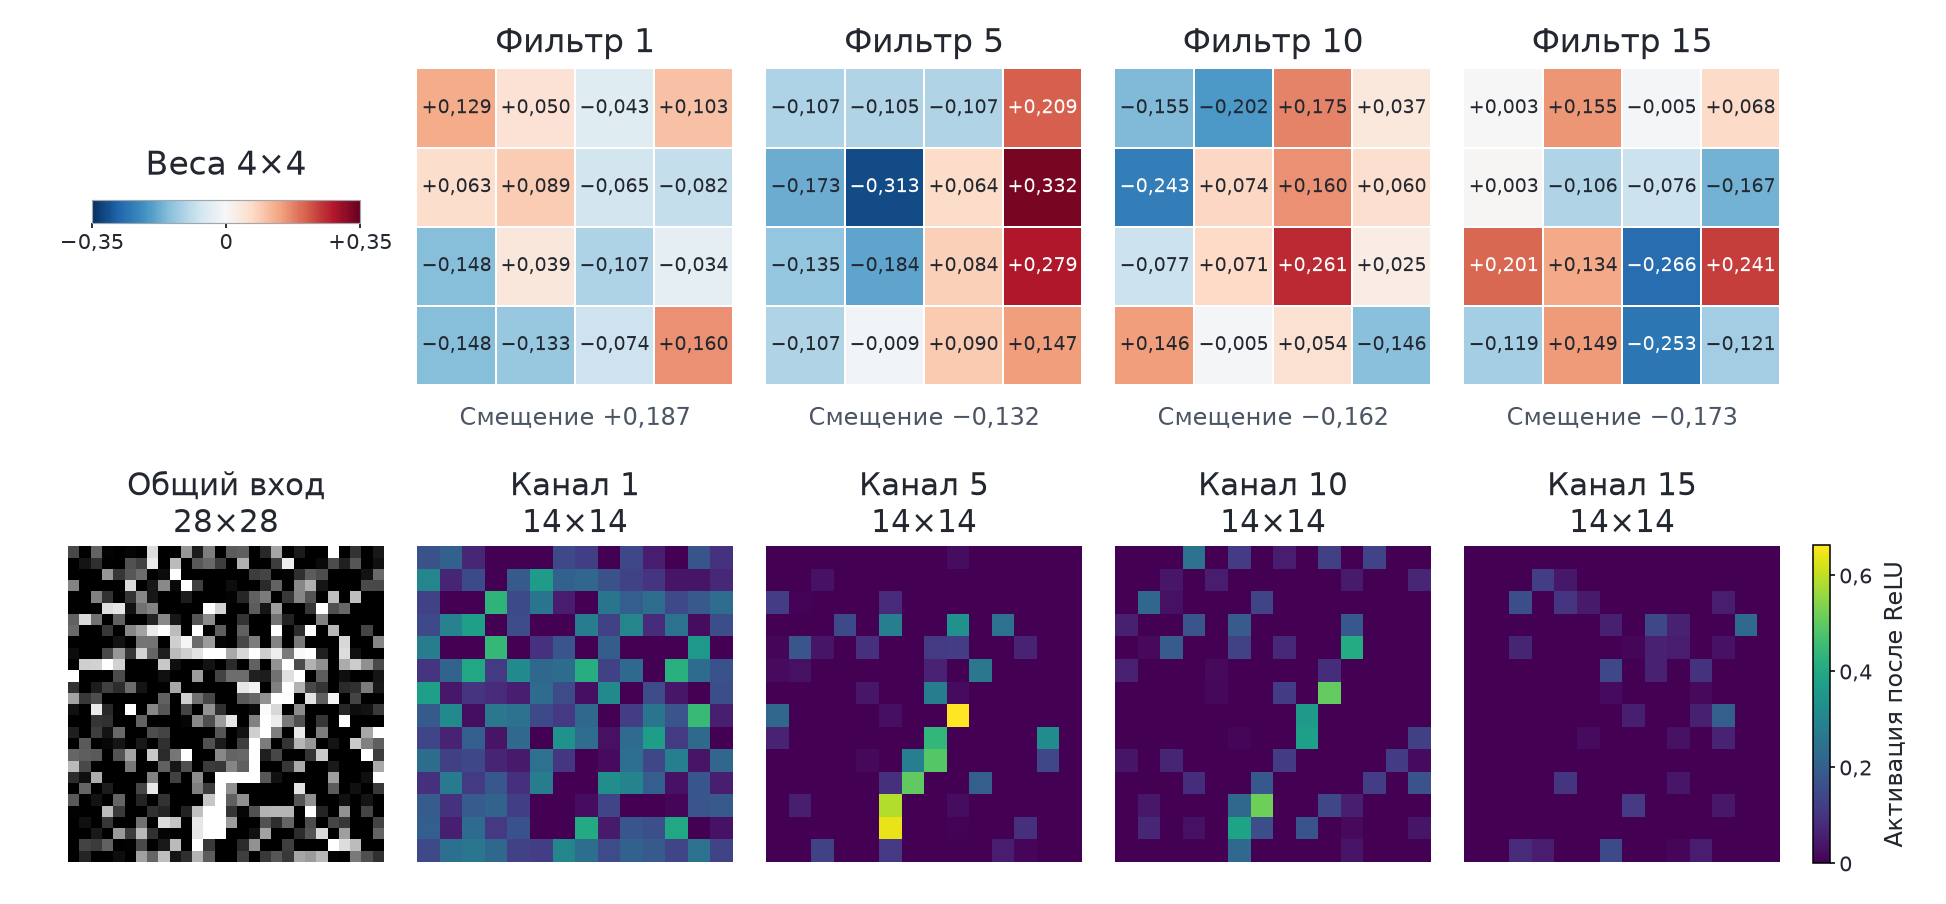 Веса 4×4
−0,35 0 +0,35
Фильтр 1
+0,129 +0,050 −0,043 +0,103
+0,063 +0,089 −0,065 −0,082
−0,148 +0,039 −0,107 −0,034
−0,148 −0,133 −0,074 +0,160
Смещение +0,187
Фильтр 5
−0,107 −0,105 −0,107 +0,209
−0,173 −0,313 +0,064 +0,332
−0,135 −0,184 +0,084 +0,279
−0,107 −0,009 +0,090 +0,147
Смещение −0,132
Фильтр 10
−0,155 −0,202 +0,175 +0,037
−0,243 +0,074 +0,160 +0,060
−0,077 +0,071 +0,261 +0,025
+0,146 −0,005 +0,054 −0,146
Смещение −0,162
Фильтр 15
+0,003 +0,155 −0,005 +0,068
+0,003 −0,106 −0,076 −0,167
+0,201 +0,134 −0,266 +0,241
−0,119 +0,149 −0,253 −0,121
Смещение −0,173
Общий вход
28×28
Канал 1
14×14
Канал 5
14×14
Канал 10
14×14
Канал 15
14×14
0,6
0,4
0,2
0
Активация после ReLU